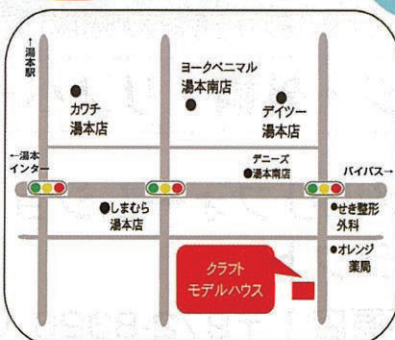 ←湯本駅
カワチ
湯本店
ヨークベニマル
湯本南店
デイツー
湯本店
←湯本
インター
デニーズ
湯本南店
バイパス→
しまむら
湯本店
せき整形
外科
オレンジ
薬局
クラフト
モデルハウス